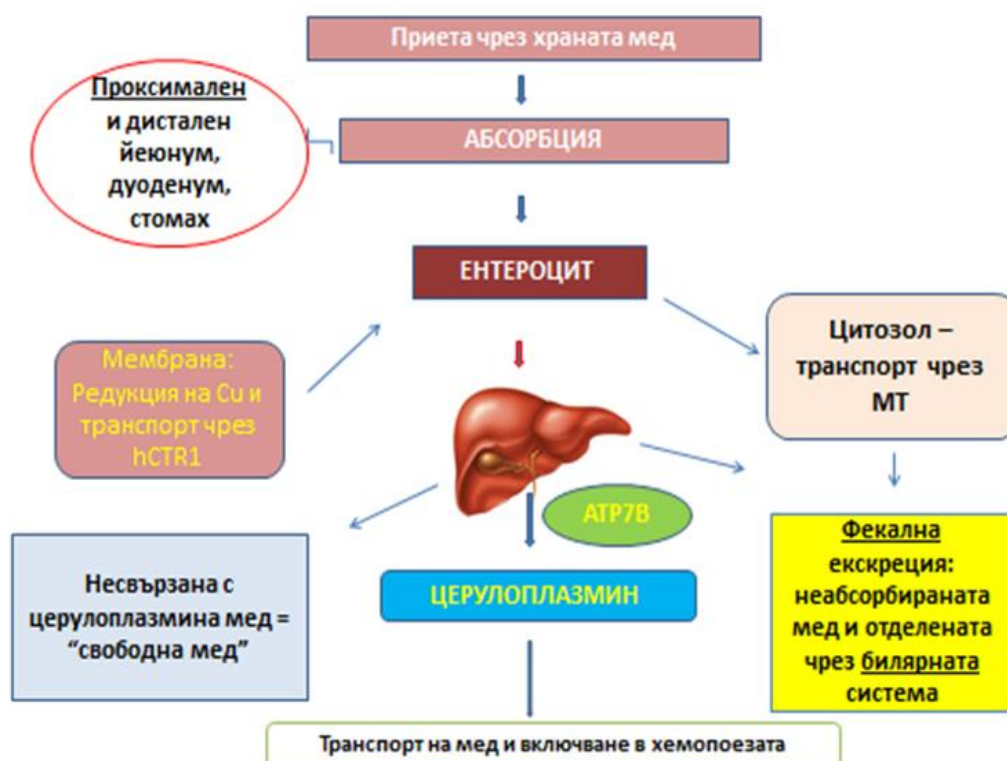 Приета чрез храната мед
Проксимален
и дистален
йеюнум,
дуоденум,
стомах
АБСОРБЦИЯ
ЕНТЕРОЦИТ
Мембрана:
Редукция на Cu и
транспорт чрез
hCTR1
Цитозол –
транспорт чрез
МТ
ATP7B
Несвързана с
церулоплазмина мед =
“свободна мед”
ЦЕРУЛОПЛАЗМИН
Фекална
екскреция:
неабсорбираната
мед и отделената
чрез билярната
система
Транспорт на мед и включване в хемопоезата